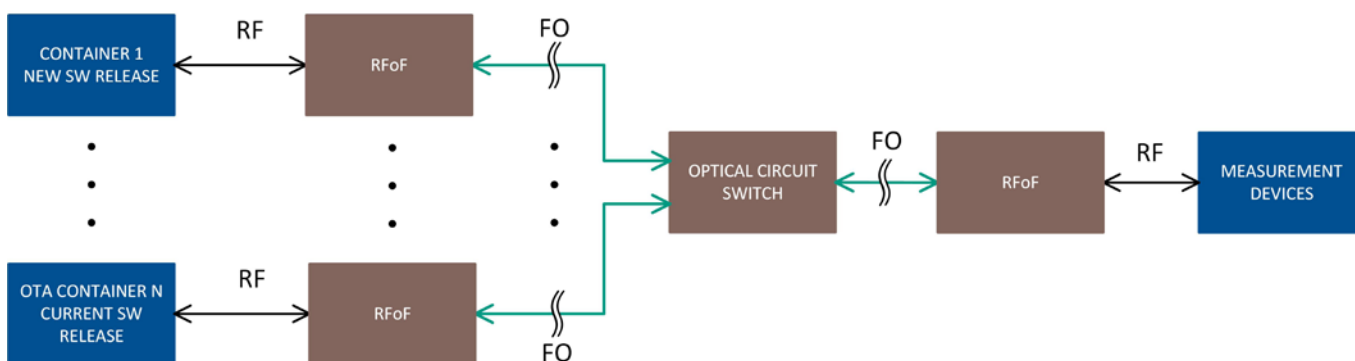 FO
CONTAINER 1
NEW SW RELEASE
RF
RFoF
OPTICAL CIRCUIT
SWITCH
FO
RFoF
RF
MEASUREMENT
DEVICES
OTA CONTAINER N
CURRENT SW
RELEASE
RF
RFoF
FO